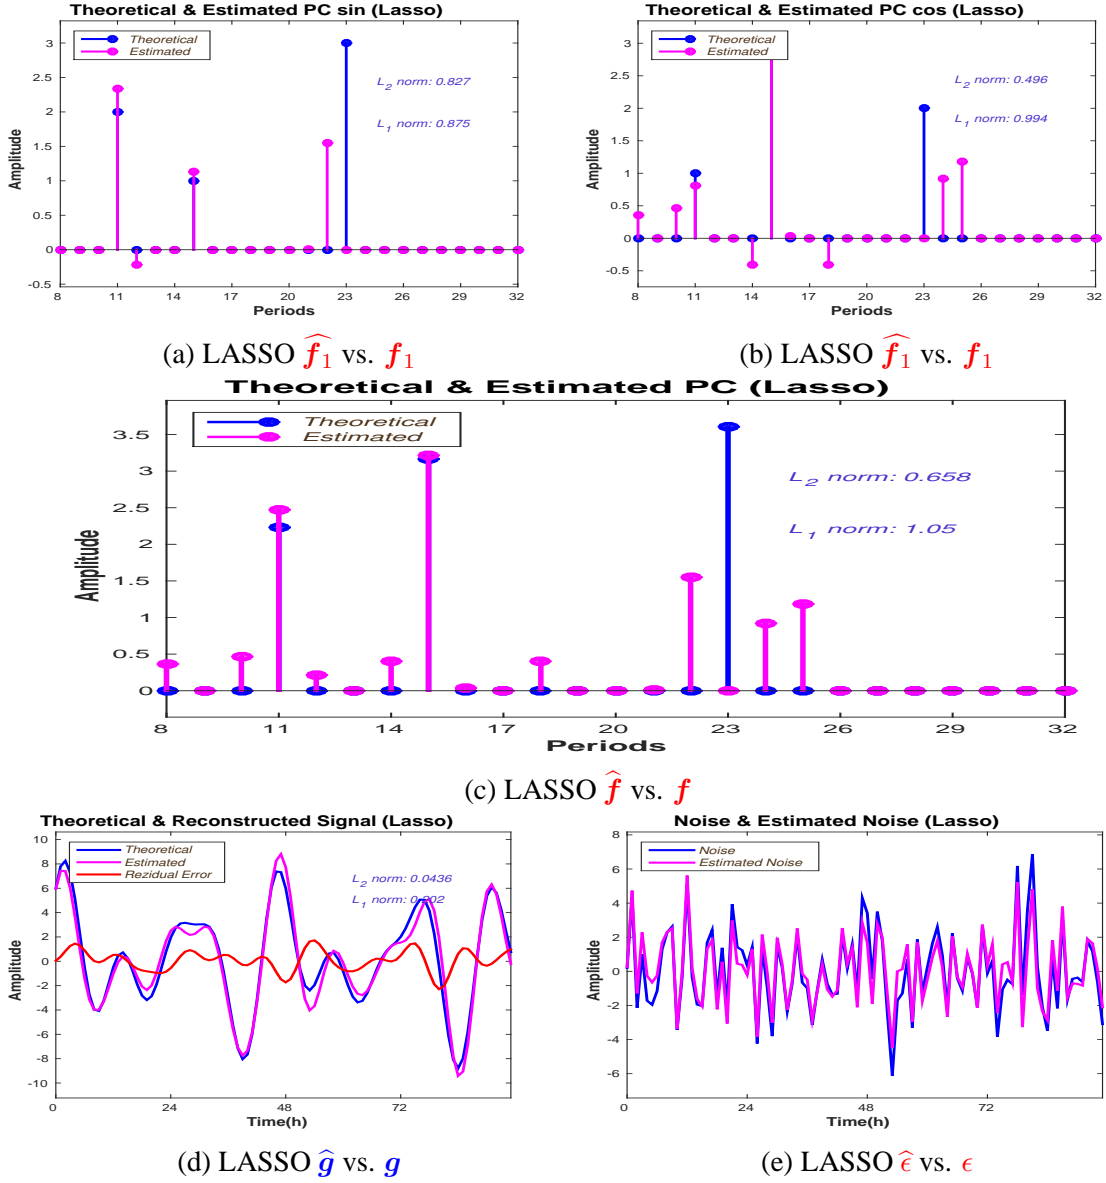 Theoretical & Estimated PC sin (Lasso)
Theoretical
Estimated
L2 norm: 0.827
L1 norm: 0.875
Amplitude
3
2.5
2
1.5
1
0.5
0
-0.5
8 11 14 17 20 23 26 29 32
Periods
(a) LASSO f̂1 vs. f1
Theoretical & Estimated PC cos (Lasso)
Theoretical
Estimated
L2 norm: 0.496
L1 norm: 0.994
Amplitude
3
2.5
2
1.5
1
0.5
0
-0.5
8 11 14 17 20 23 26 29 32
Periods
(b) LASSO f̂1 vs. f1
Theoretical & Estimated PC (Lasso)
Theoretical
Estimated
L2 norm: 0.658
L1 norm: 1.05
Amplitude
3.5
3
2.5
2
1.5
1
0.5
0
8 11 14 17 20 23 26 29 32
Periods
(c) LASSO f̂ vs. f
Theoretical & Reconstructed Signal (Lasso)
Theoretical
Estimated
Rezidual Error
L2 norm: 0.0436
L1 norm: 0.202
Amplitude
10
8
6
4
2
0
-2
-4
-6
-8
-10
0 24 48 72
Time(h)
(d) LASSO ĝ vs. g
Noise & Estimated Noise (Lasso)
Noise
Estimated Noise
Amplitude
8
6
4
2
0
-2
-4
-6
0 24 48 72
Time(h)
(e) LASSO ϵ̂ vs. ϵ